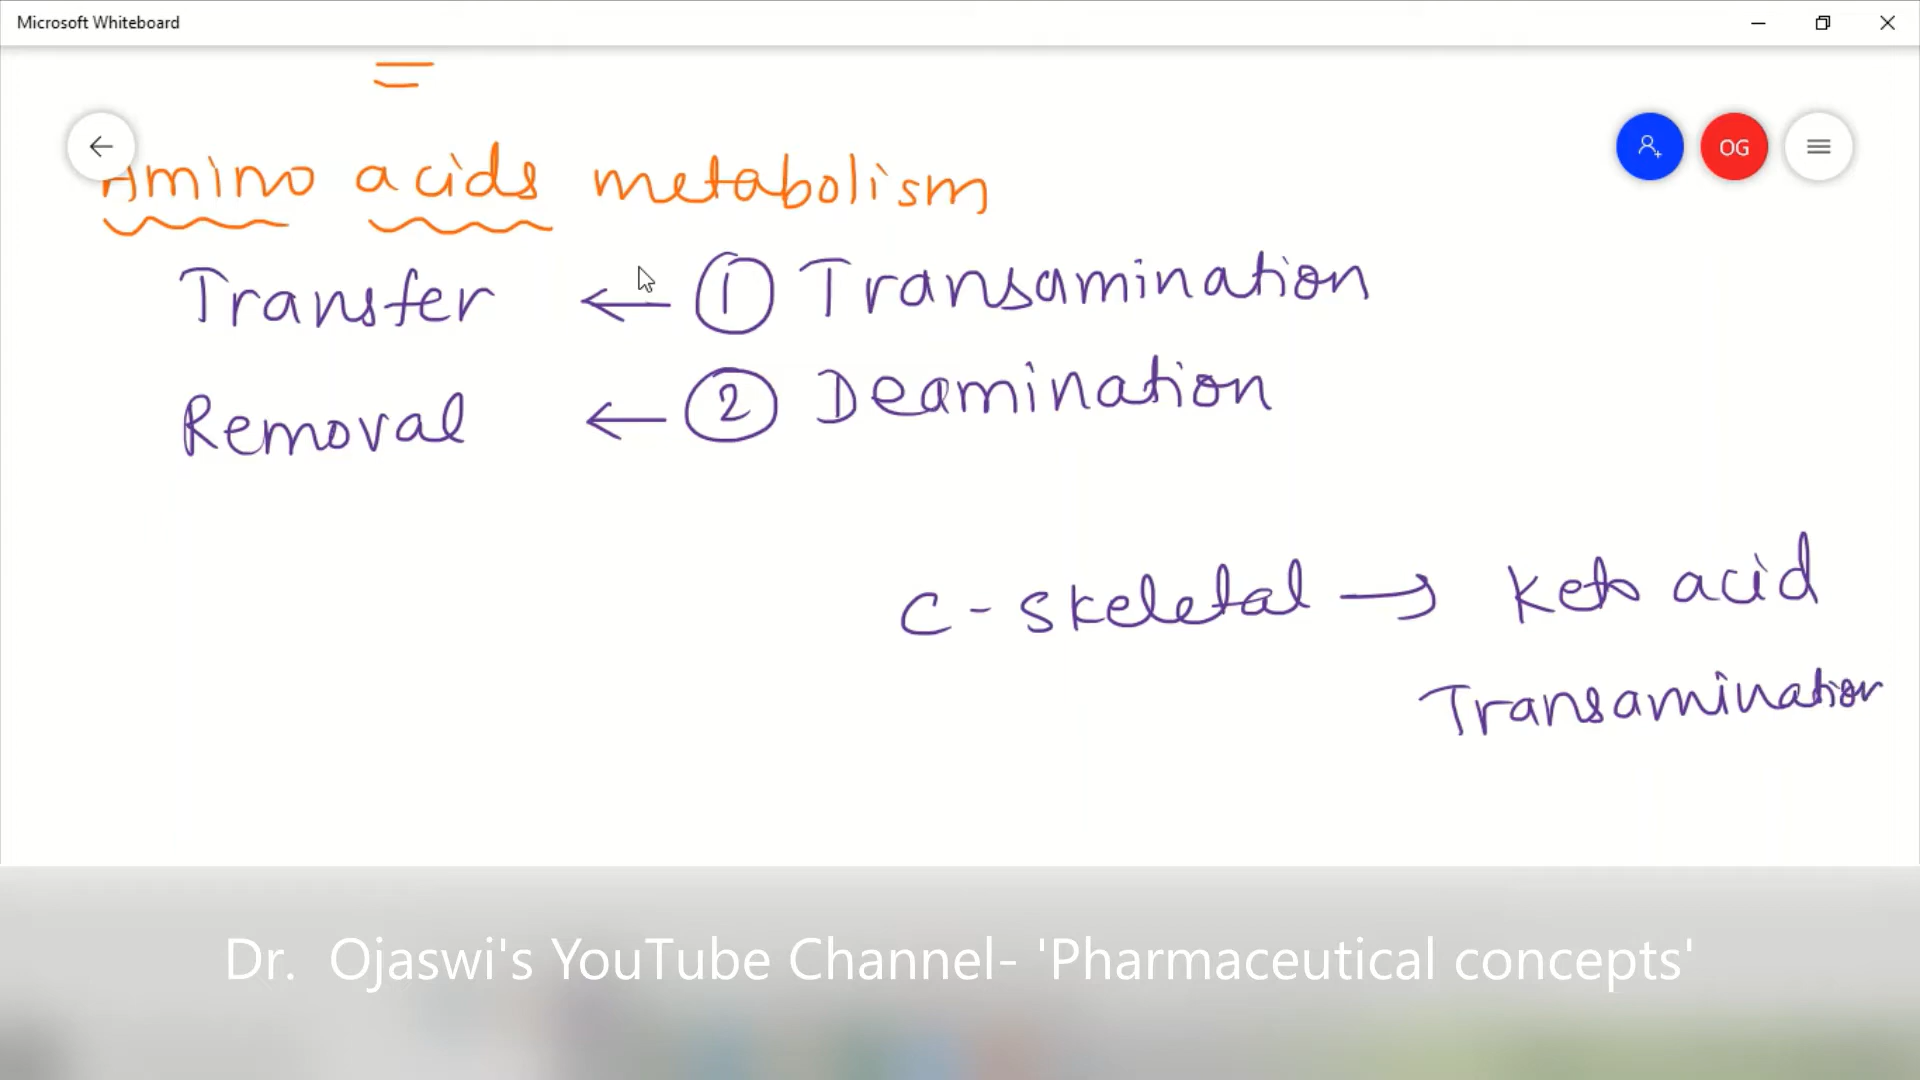 Microsoft Whiteboard
OG
Amino acids metabolism
Transfer ← 1 Transamination
Removal ← 2 Deamination
C - skeletal → Keto acid
Transamination
Dr. Ojaswi's YouTube Channel- 'Pharmaceutical concepts'